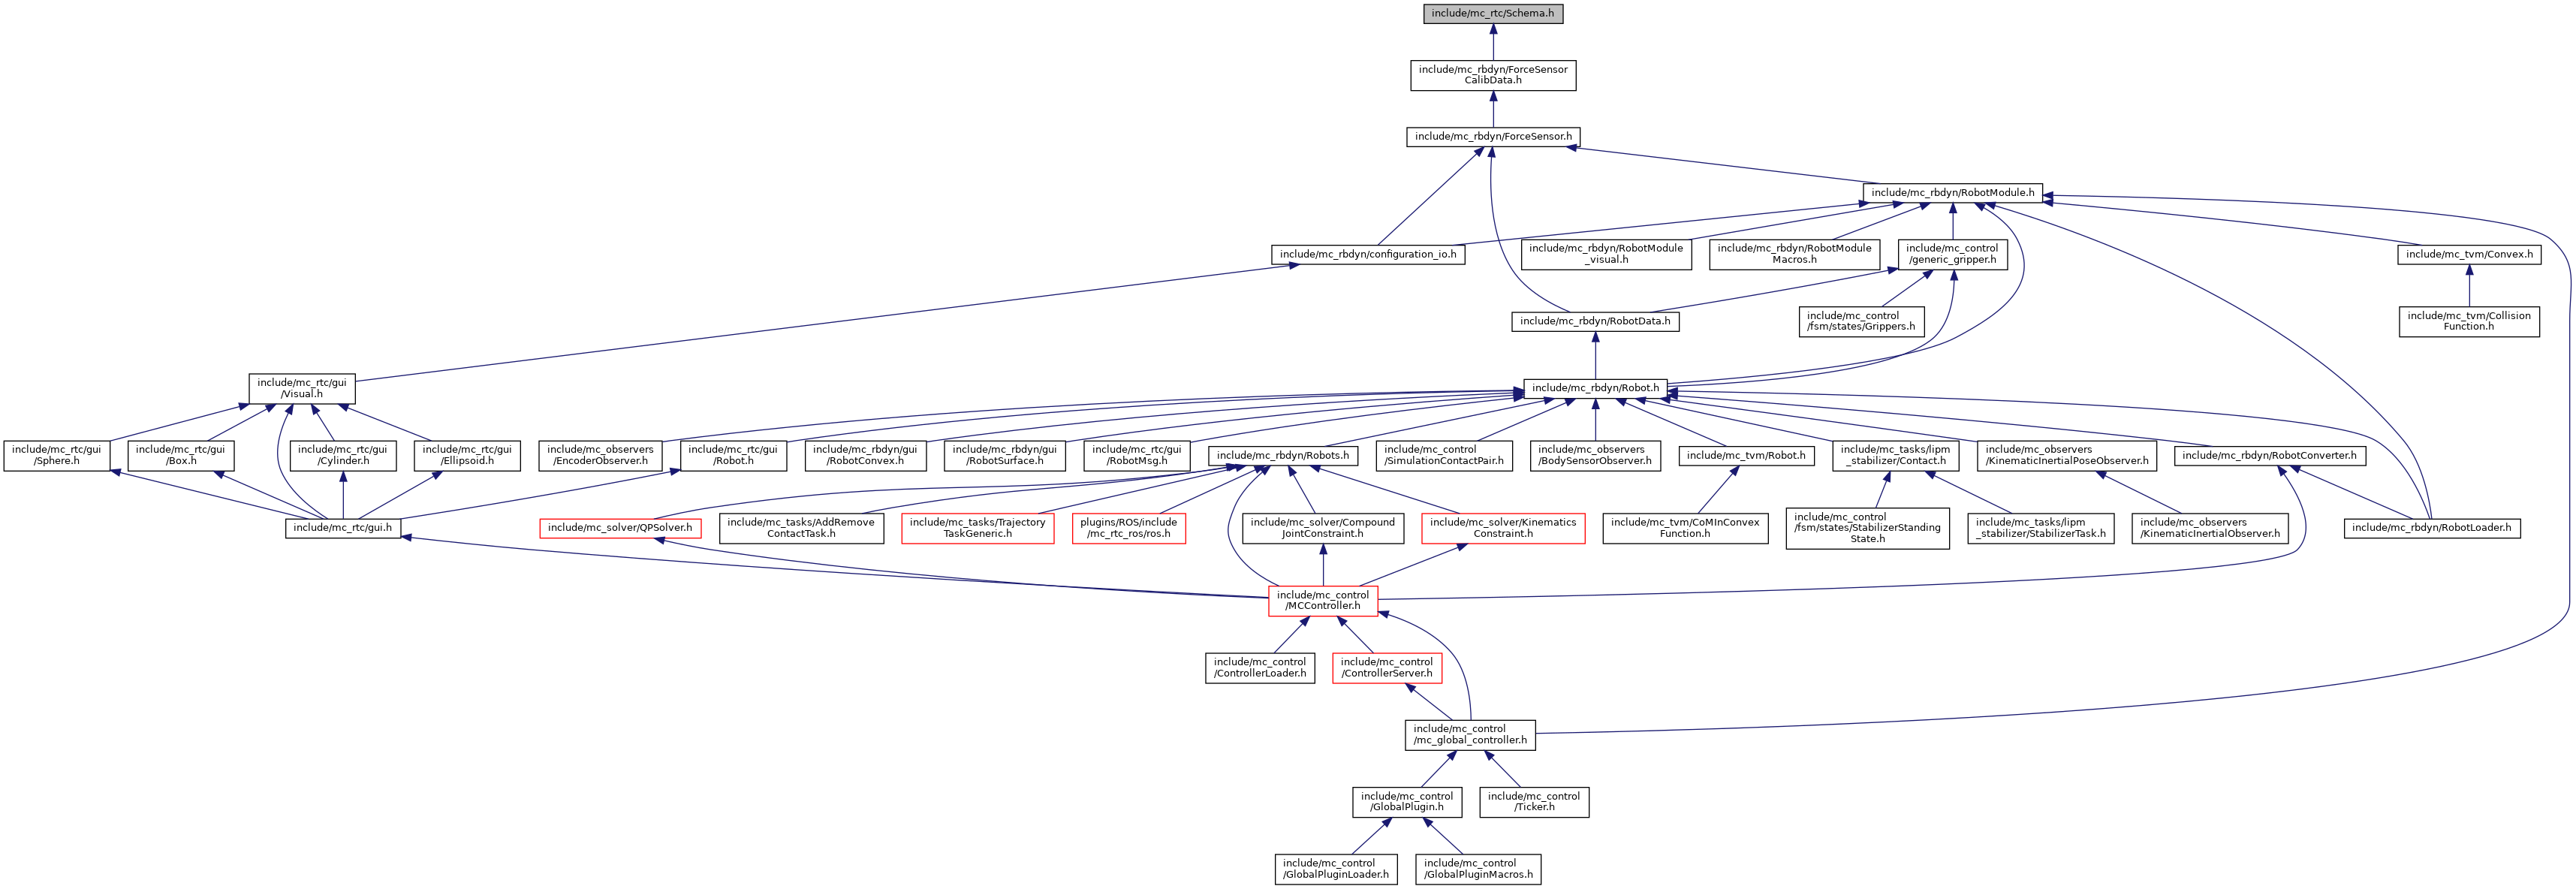 include/mc_rtc/Schema.h
include/mc_rbdyn/ForceSensor
CalibData.h
include/mc_rbdyn/ForceSensor.h
include/mc_rbdyn/RobotModule.h
include/mc_rbdyn/configuration_io.h
include/mc_rbdyn/RobotModule
_visual.h
include/mc_rbdyn/RobotModule
Macros.h
include/mc_control
/generic_gripper.h
include/mc_tvm/Convex.h
include/mc_rbdyn/RobotData.h
include/mc_control
/fsm/states/Grippers.h
include/mc_tvm/Collision
Function.h
include/mc_rtc/gui
/Visual.h
include/mc_rbdyn/Robot.h
include/mc_rtc/gui
/Sphere.h
include/mc_rtc/gui
/Box.h
include/mc_rtc/gui
/Cylinder.h
include/mc_rtc/gui
/Ellipsoid.h
include/mc_observers
/EncoderObserver.h
include/mc_rtc/gui
/Robot.h
include/mc_rbdyn/gui
/RobotConvex.h
include/mc_rbdyn/gui
/RobotSurface.h
include/mc_rtc/gui
/RobotMsg.h
include/mc_rbdyn/Robots.h
include/mc_control
/SimulationContactPair.h
include/mc_observers
/BodySensorObserver.h
include/mc_tvm/Robot.h
include/mc_tasks/lipm
_stabilizer/Contact.h
include/mc_observers
/KinematicInertialPoseObserver.h
include/mc_rbdyn/RobotConverter.h
include/mc_rtc/gui.h
include/mc_solver/QPSolver.h
include/mc_tasks/AddRemove
ContactTask.h
include/mc_tasks/Trajectory
TaskGeneric.h
plugins/ROS/include
/mc_rtc_ros/ros.h
include/mc_solver/Compound
JointConstraint.h
include/mc_solver/Kinematics
Constraint.h
include/mc_tvm/CoMInConvex
Function.h
include/mc_control
/fsm/states/StabilizerStanding
State.h
include/mc_tasks/lipm
_stabilizer/StabilizerTask.h
include/mc_observers
/KinematicInertialObserver.h
include/mc_rbdyn/RobotLoader.h
include/mc_control
/MCController.h
include/mc_control
/ControllerLoader.h
include/mc_control
/ControllerServer.h
include/mc_control
/mc_global_controller.h
include/mc_control
/GlobalPlugin.h
include/mc_control
/Ticker.h
include/mc_control
/GlobalPluginLoader.h
include/mc_control
/GlobalPluginMacros.h